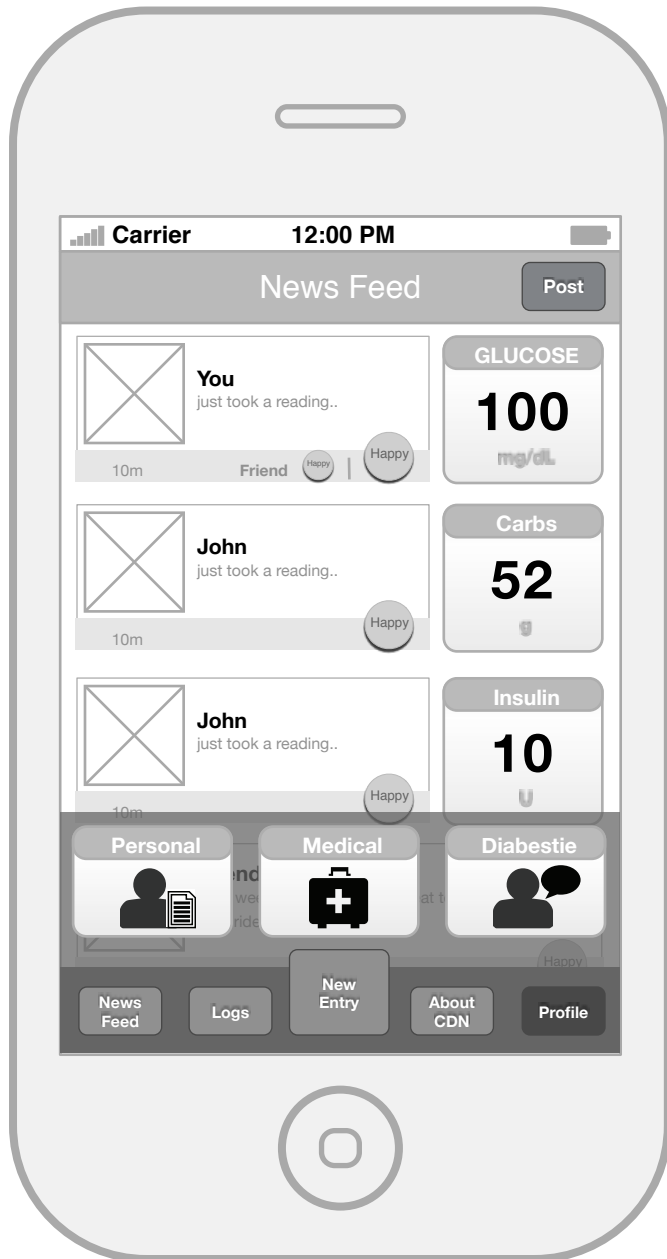 Carrier 12:00 PM
News Feed Post
You
just took a reading..
10m Friend Happy | Happy
GLUCOSE
100
mg/dL
John
just took a reading..
10m Happy
Carbs
52
g
John
just took a reading..
10m Happy
Insulin
10
U
Personal Medical Diabestie
Happy
News
Feed
Logs
New
Entry
About
CDN
Profile